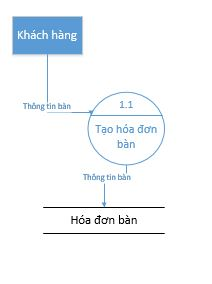 Khách hàng
Thông tin bàn
1.1
Tạo hóa đơn
bàn
Thông tin bàn
Hóa đơn bàn